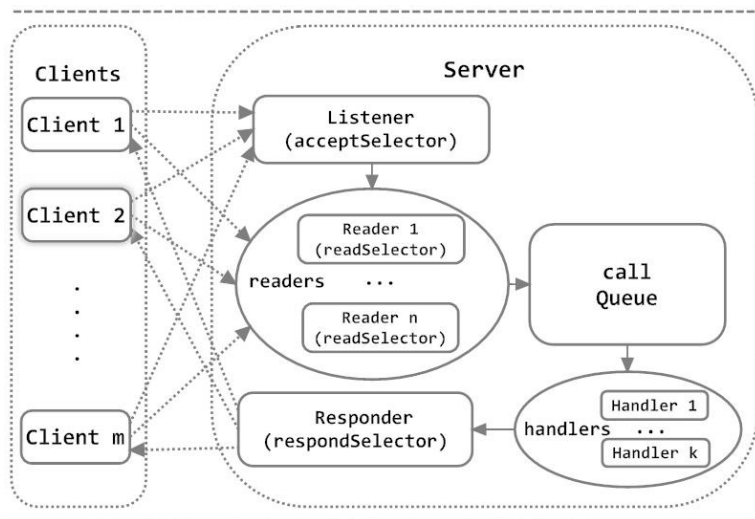 Clients
Server
Client 1
Listener
(acceptSelector)
Client 2
Reader 1
(readSelector)
readers
...
Reader n
(readSelector)
call
Queue
.
.
.
.
Client m
Responder
(respondSelector)
handlers
Handler 1
...
Handler k